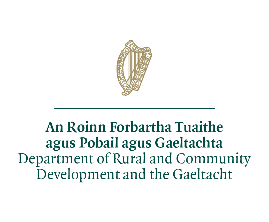 An Roinn Forbartha Tuaithe
agus Pobail agus Gaeltachta
Department of Rural and Community
Development and the Gaeltacht